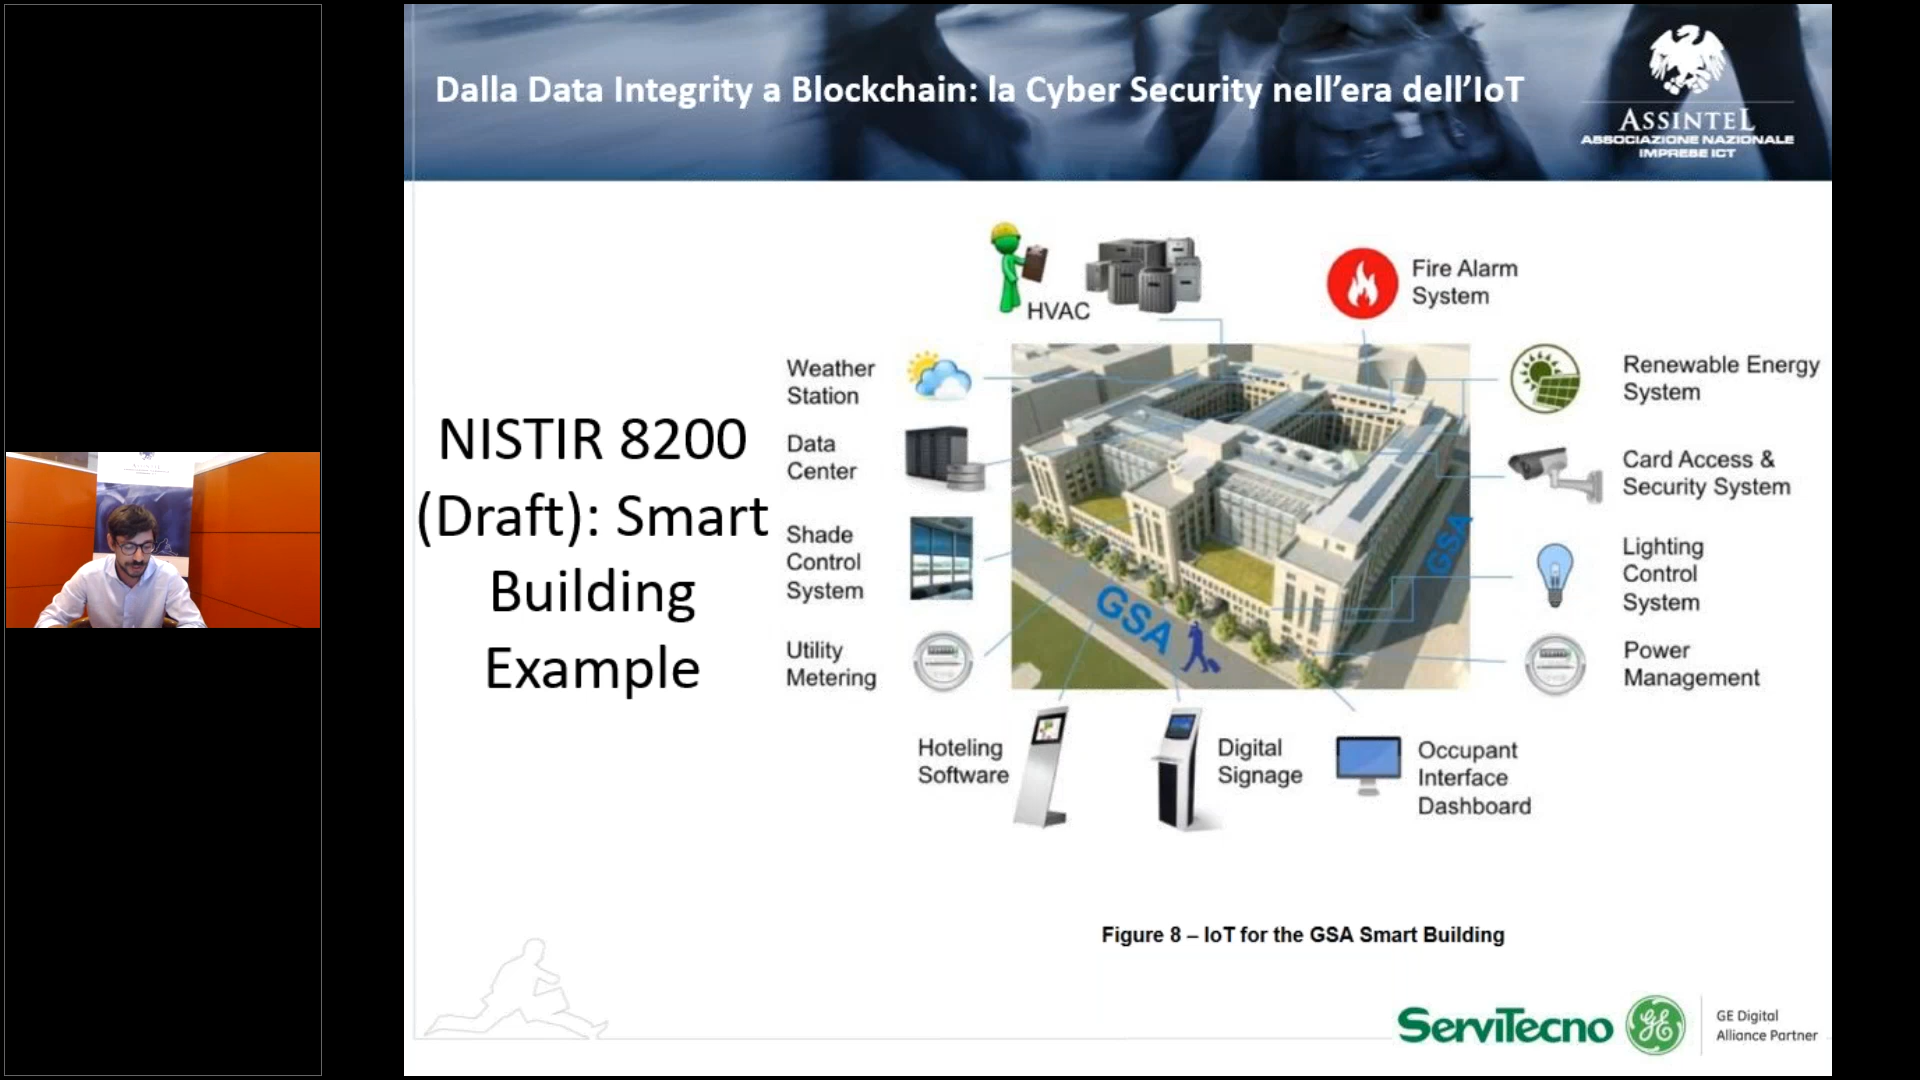 Dalla Data Integrity a Blockchain: la Cyber Security nell'era dell'IoT
ASSINTEL
ASSOCIAZIONE NAZIONALE
IMPRESE ICT
NISTIR 8200
(Draft): Smart
Building
Example
HVAC
Fire Alarm
System
Weather
Station
Renewable Energy
System
Data
Center
Card Access &
Security System
Shade
Control
System
Lighting
Control
System
Utility
Metering
Power
Management
GSA
GSA
Hoteling
Software
Digital
Signage
Occupant
Interface
Dashboard
Figure 8 – IoT for the GSA Smart Building
ServiTecno
GE
GE Digital
Alliance Partner